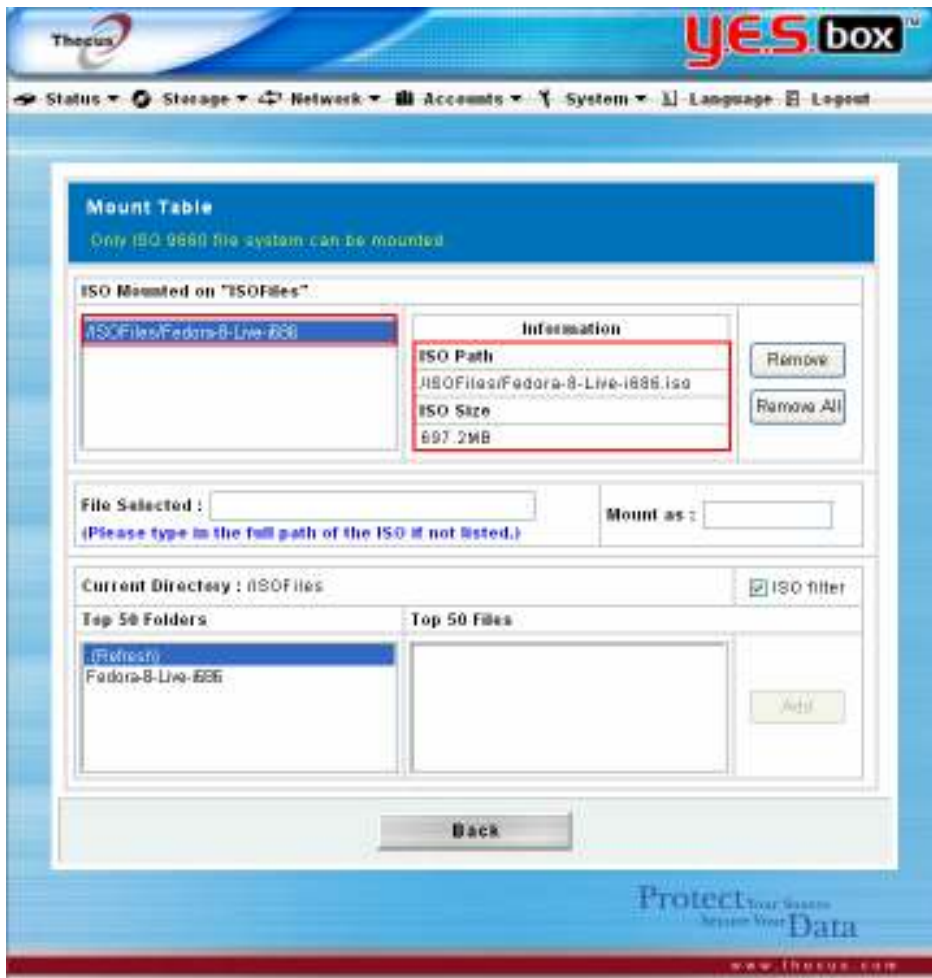 Thecus
Y.E.S. box™
Status Storage Network Accounts System Language Logout
Mount Table
Only ISO 9660 file system can be mounted
ISO Mounted on "ISOFiles"
/ISOFiles/Fedora-8-Live-i686
Information
ISO Path
/ISOFiles/Fedora-8-Live-i686.iso
ISO Size
697.2MB
Remove
Remove All
File Selected :
(Please type in the full path of the ISO if not listed.)
Mount as :
Current Directory : /ISOFiles
ISO filter
Top 50 Folders
Top 50 Files
.(Refresh)
Fedora-8-Live-i686
Add
Back
Protect Your Source
Secure Your Data
www.thecus.com